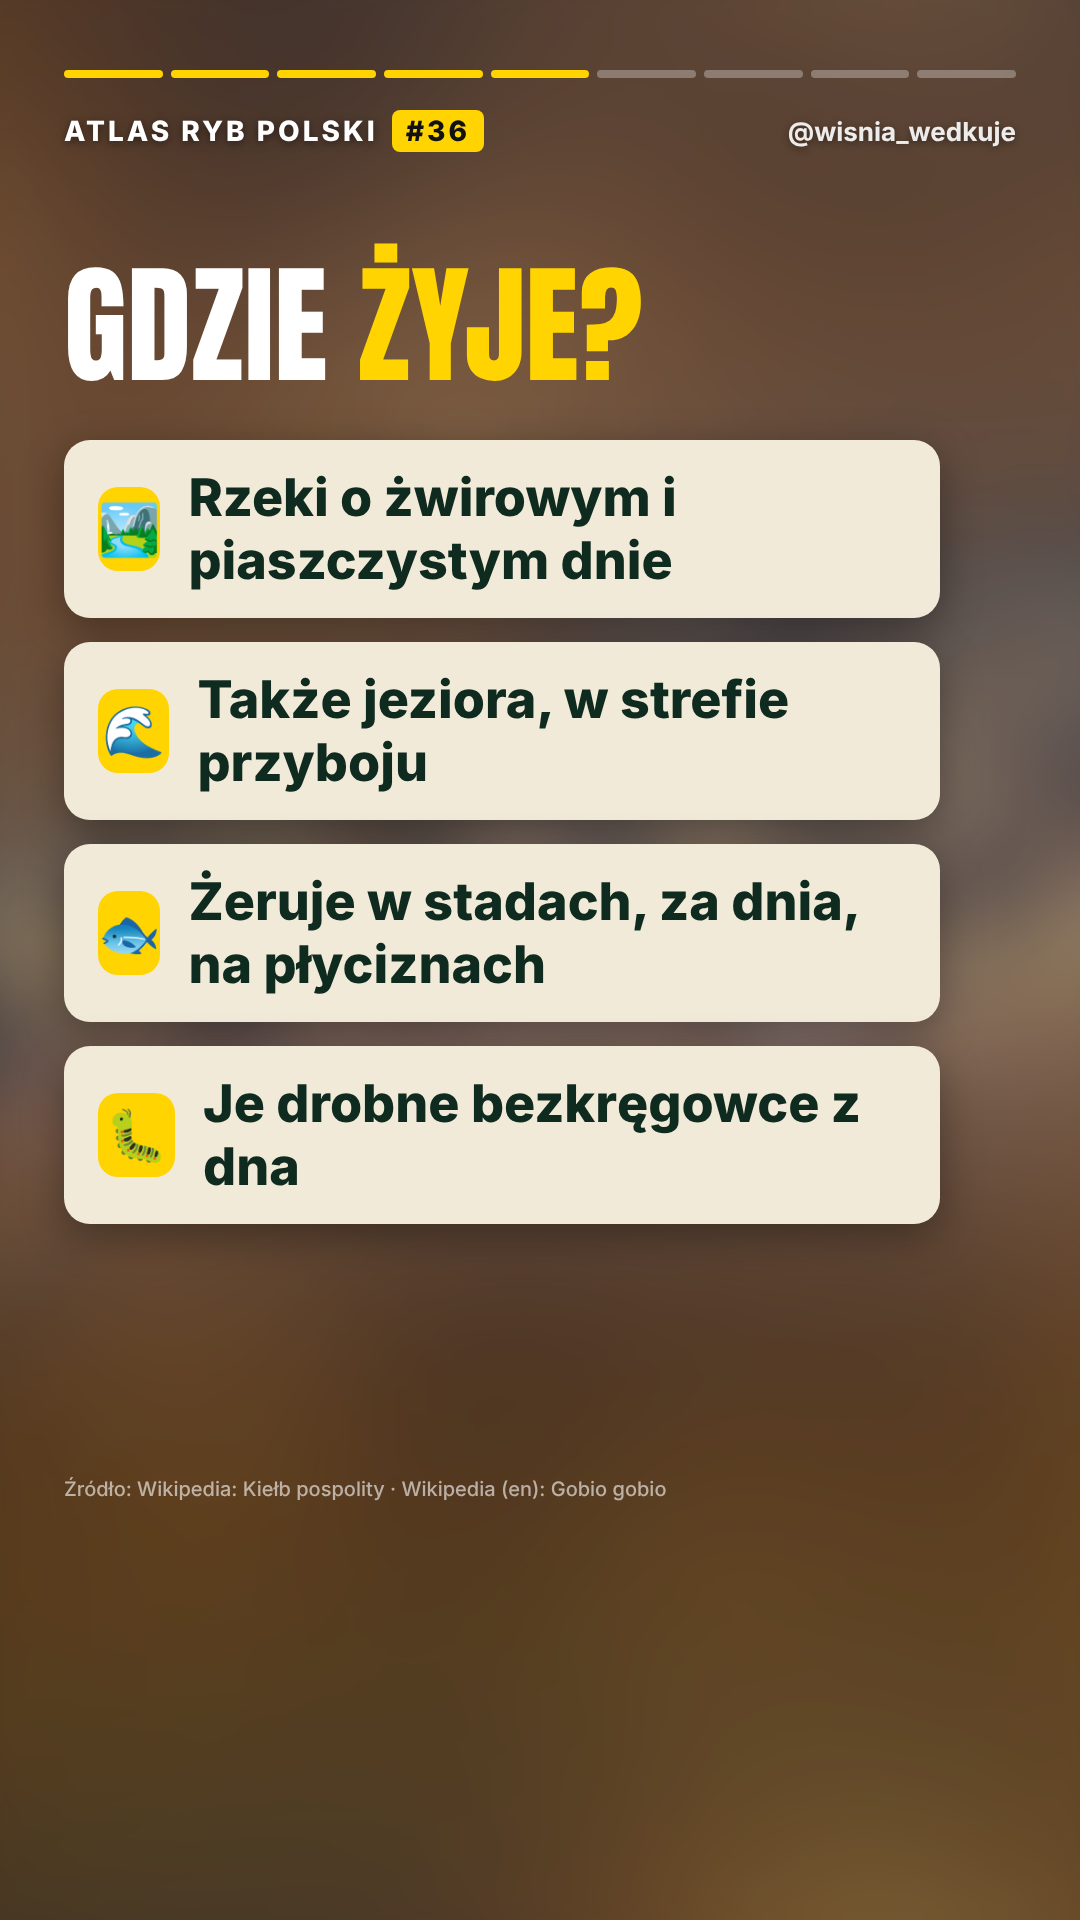 ATLAS RYB POLSKI #36
@wisnia_wedkuje
GDZIE ŻYJE?
Rzeki o żwirowym i
piaszczystym dnie
Także jeziora, w strefie
przyboju
Żeruje w stadach, za dnia,
na płyciznach
Je drobne bezkręgowce z
dna
Źródło: Wikipedia: Kiełb pospolity · Wikipedia (en): Gobio gobio